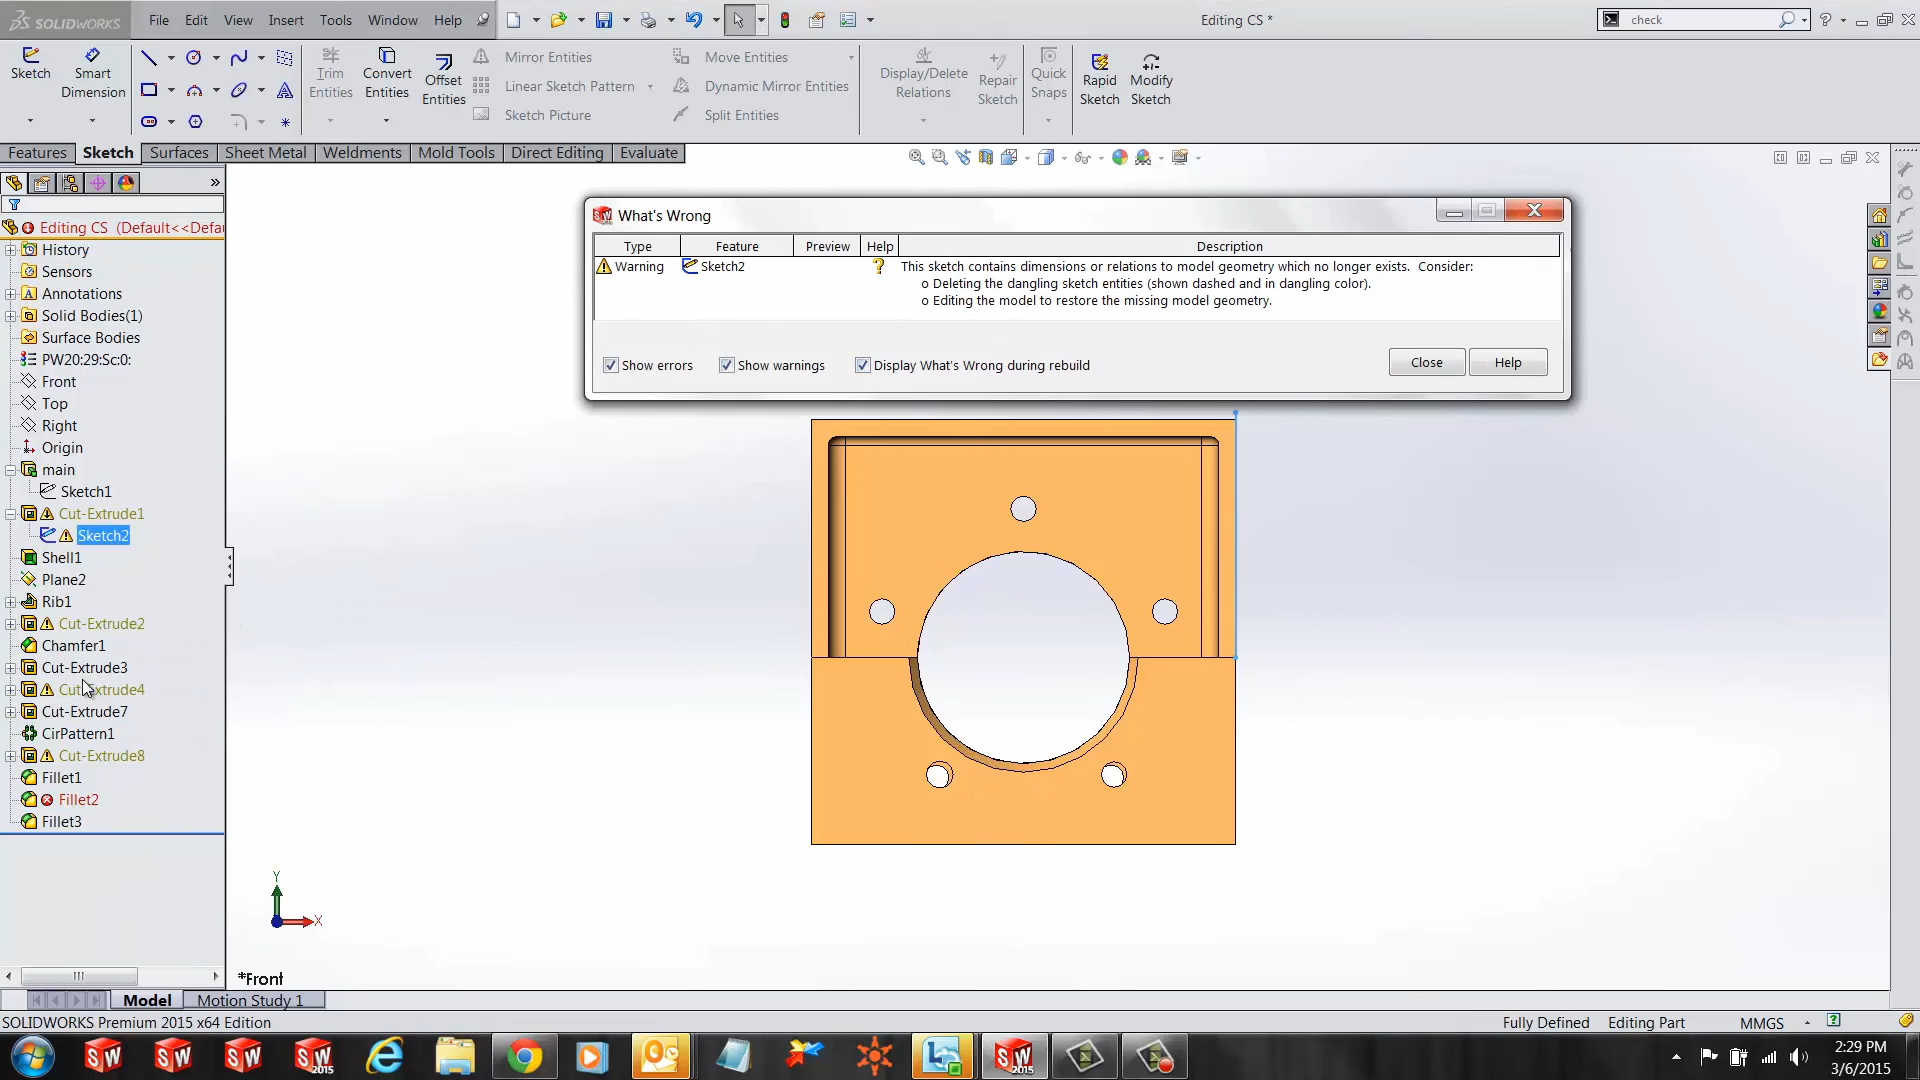 SOLIDWORKS File Edit View Insert Tools Window Help Editing CS * check ?
Sketch Smart Dimension Trim Entities Convert Entities Offset Entities Mirror Entities Move Entities Display/Delete Relations Repair Sketch Quick Snaps Rapid Sketch Modify Sketch
Linear Sketch Pattern Dynamic Mirror Entities
Sketch Picture Split Entities
Features Sketch Surfaces Sheet Metal Weldments Mold Tools Direct Editing Evaluate
Editing CS (Default<<Defau
History
Sensors
Annotations
Solid Bodies(1)
Surface Bodies
PW20:29:Sc:0:
Front
Top
Right
Origin
main
Sketch1
Cut-Extrude1
Sketch2
Shell1
Plane2
Rib1
Cut-Extrude2
Chamfer1
Cut-Extrude3
Cut-Extrude4
Cut-Extrude7
CirPattern1
Cut-Extrude8
Fillet1
Fillet2
Fillet3
What's Wrong
Type Feature Preview Help Description
Warning Sketch2 ? This sketch contains dimensions or relations to model geometry which no longer exists. Consider:
o Deleting the dangling sketch entities (shown dashed and in dangling color).
o Editing the model to restore the missing model geometry.
Show errors Show warnings Display What's Wrong during rebuild Close Help
Y
X
*Front
Model Motion Study 1
SOLIDWORKS Premium 2015 x64 Edition Fully Defined Editing Part MMGS
2:29 PM
3/6/2015